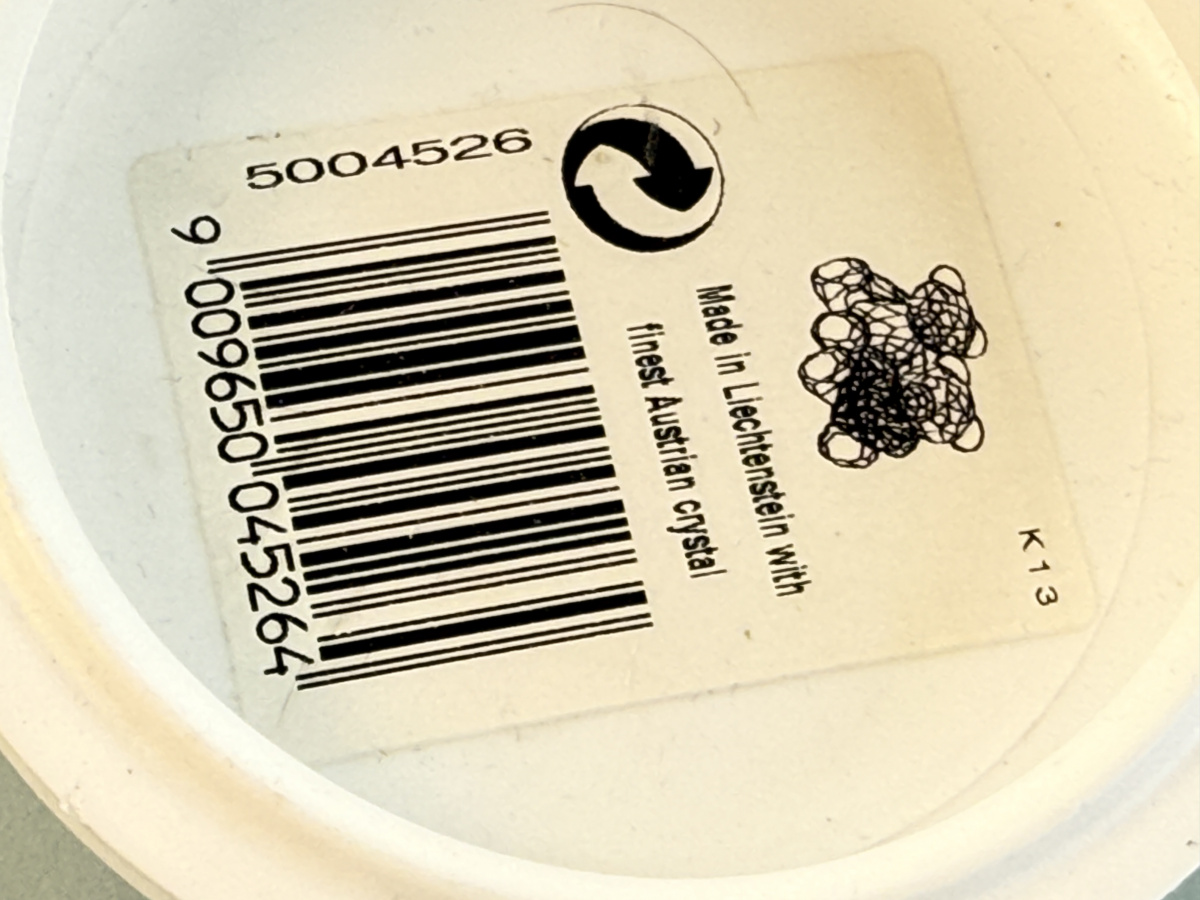 5004526
9 009650 045264
Made in Liechtenstein with
finest Austrian crystal
K 13